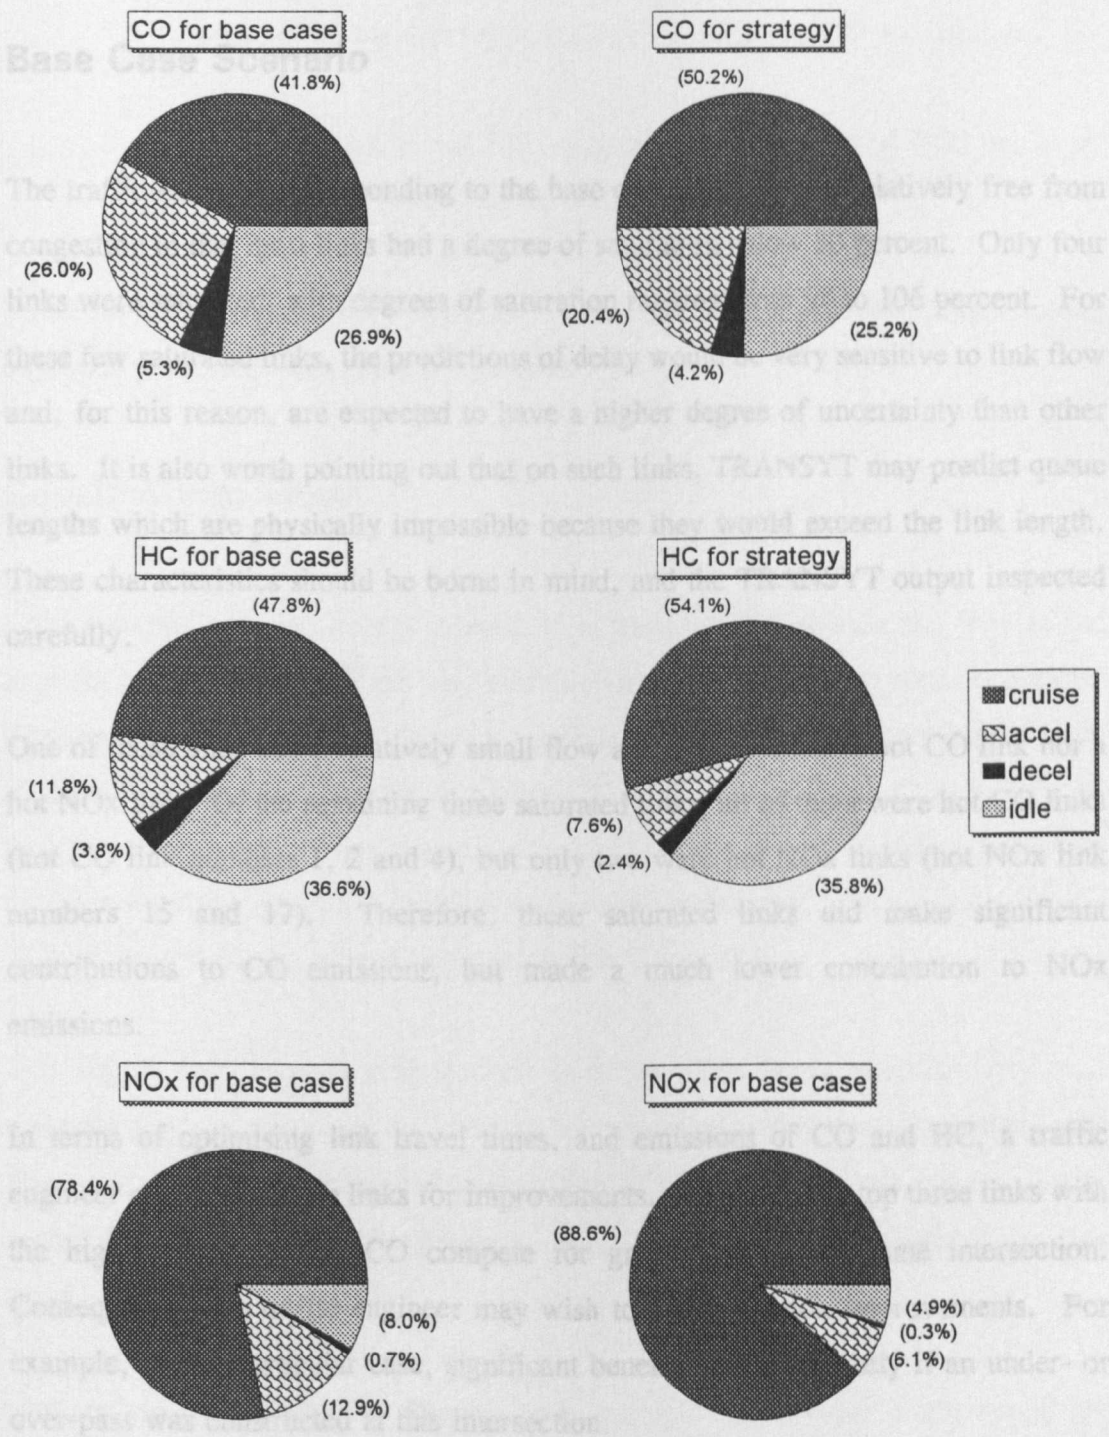 CO for base case
CO for strategy
Base Case Scenario
(41.8%)
(50.2%)
(26.0%)
(26.9%)
(5.3%)
(20.4%)
(25.2%)
(4.2%)
The onding to the base latively free from
had a degree of percent. Only four
links were degrees of saturation 106 percent. For
these few links, the predictions of delay would be very sensitive to link flow
and, for this reason, are expected to have a higher degree of uncertainty than other
links. It is also worth pointing out that on such links, TRANSYT may predict queue
lengths which are physically impossible because they would exceed the link length.
These characteristics should be borne in mind, and the TRANSYT output inspected
carefully.
HC for base case
HC for strategy
(47.8%)
(54.1%)
(11.8%)
(3.8%)
(36.6%)
(7.6%)
(2.4%)
(35.8%)
cruise
accel
decel
idle
One of atively small flow CO link nor a
hot NOx ning three saturated were hot links
(hot 2 and 4), but only links (hot NOx link
numbers 15 and 17). Therefore, these saturated links did make significant
contributions to CO emissions, but made a much lower contribution to NOx
emissions.
NOx for base case
NOx for base case
(78.4%)
(8.0%)
(0.7%)
(12.9%)
(88.6%)
(4.9%)
(0.3%)
(6.1%)
In terms of optimising link travel times, and emissions of CO and HC, a traffic
links for improvements. top three links with
the CO compete for intersection.
engineer may wish to For
example, significant an under- or
over-pass was constructed at this intersection.